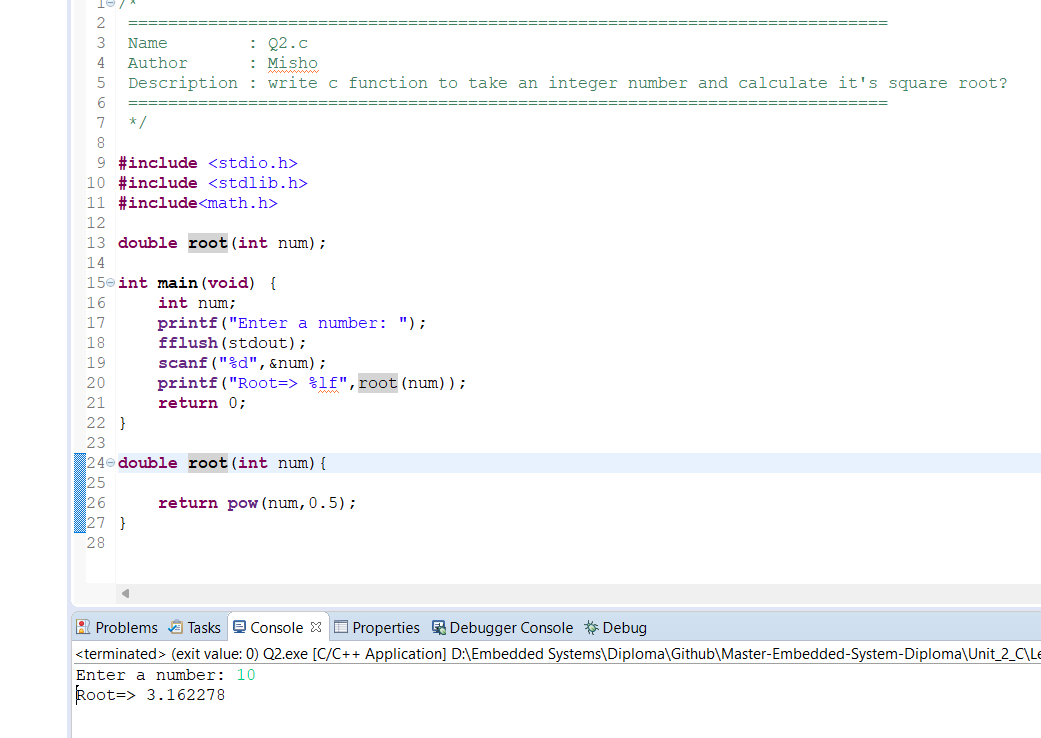 1 /*
2 ============================================================================
3 Name        : Q2.c
4 Author      : Misho
5 Description : write c function to take an integer number and calculate it's square root?
6 ============================================================================
7 */
8
9 #include <stdio.h>
10 #include <stdlib.h>
11 #include<math.h>
12
13 double root(int num);
14
15 int main(void) {
16     int num;
17     printf("Enter a number: ");
18     fflush(stdout);
19     scanf("%d",&num);
20     printf("Root=> %lf",root(num));
21     return 0;
22 }
23
24 double root(int num){
25
26     return pow(num,0.5);
27 }
28
Problems Tasks Console Properties Debugger Console Debug
<terminated> (exit value: 0) Q2.exe [C/C++ Application] D:\Embedded Systems\Diploma\Github\Master-Embedded-System-Diploma\Unit_2_C\Le
Enter a number: 10
Root=> 3.162278